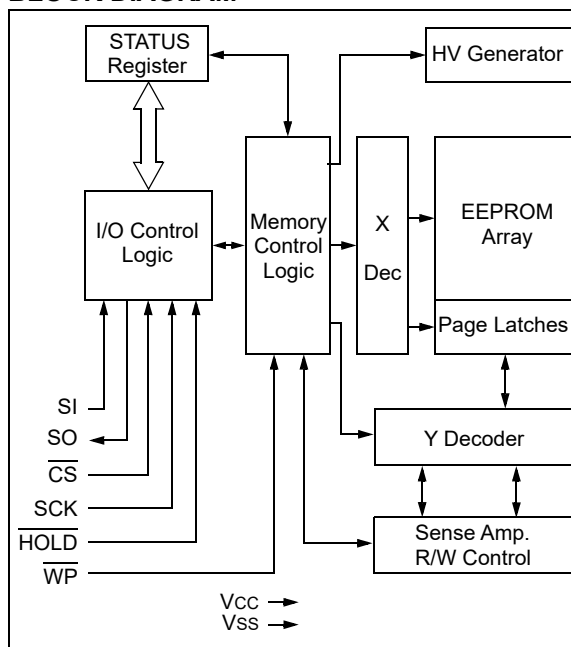 BLOCK DIAGRAM
STATUS
Register
HV Generator
I/O Control
Logic
Memory
Control
Logic
X
Dec
EEPROM
Array
Page Latches
Y Decoder
Sense Amp.
R/W Control
SI
SO
CS
SCK
HOLD
WP
VCC
VSS